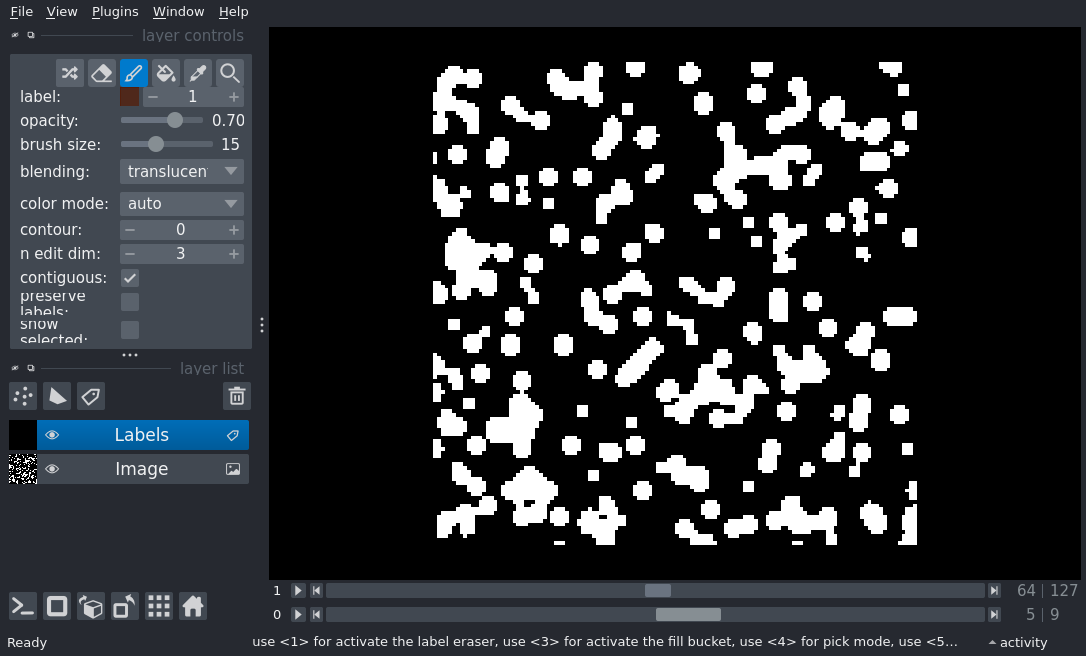 File View Plugins Window Help
layer controls
label: 1
opacity: 0.70
brush size: 15
blending: translucen
color mode: auto
contour: 0
n edit dim: 3
contiguous:
preserve
labels:
show
selected:
layer list
Labels
Image
1 64 | 127
0 5 | 9
Ready use <1> for activate the label eraser, use <3> for activate the fill bucket, use <4> for pick mode, use <5... activity